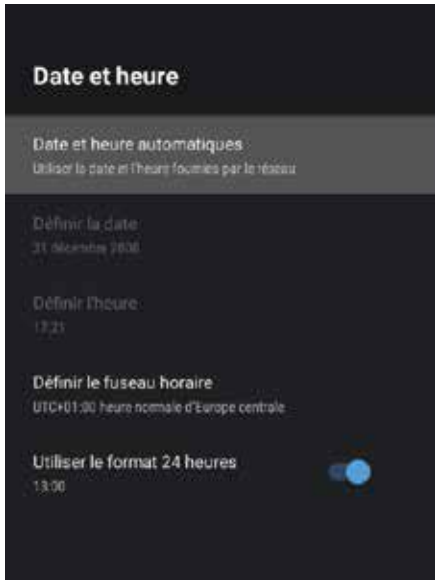 Date et heure
Date et heure automatiques
Utiliser la date et l'heure fournies par le réseau
Définir la date
31 décembre
Définir l'heure
17:21
Définir le fuseau horaire
UTC+01:00 heure normale d'Europe centrale
Utiliser le format 24 heures
13:00